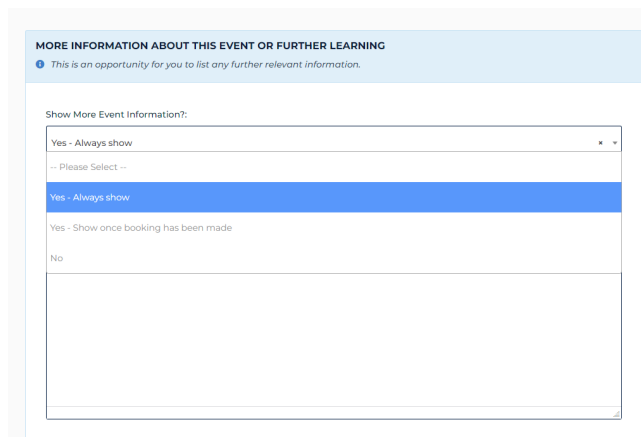 MORE INFORMATION ABOUT THIS EVENT OR FURTHER LEARNING
This is an opportunity for you to list any further relevant information.
Show More Event Information?:
Yes - Always show × 
-- Please Select --
Yes - Always show
Yes - Show once booking has been made
No